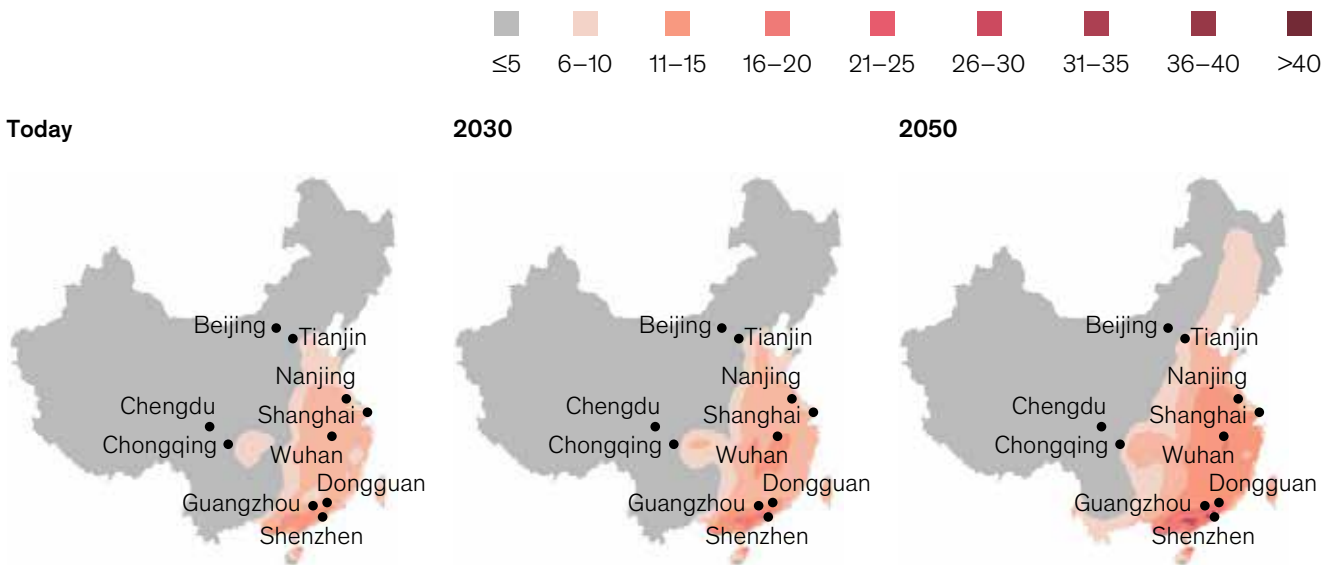 ≤5 6–10 11–15 16–20 21–25 26–30 31–35 36–40 >40
Today
Beijing
Tianjin
Nanjing
Chengdu
Shanghai
Chongqing
Wuhan
Dongguan
Guangzhou
Shenzhen
2030
Beijing
Tianjin
Nanjing
Chengdu
Shanghai
Chongqing
Wuhan
Dongguan
Guangzhou
Shenzhen
2050
Beijing
Tianjin
Nanjing
Chengdu
Shanghai
Chongqing
Wuhan
Dongguan
Guangzhou
Shenzhen